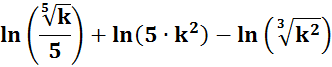 ln(⁵√k/5) + ln(5 · k²) − ln(³√k²)